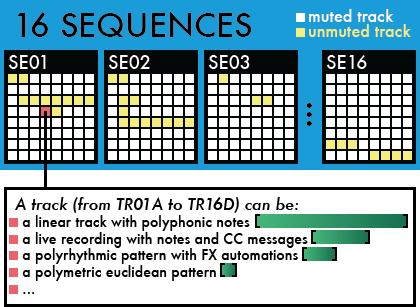 16 SEQUENCES
muted track
unmuted track
SE01
SE02
SE03
SE16
A track (from TR01A to TR16D) can be:
a linear track with polyphonic notes
a live recording with notes and CC messages
a polyrhythmic pattern with FX automations
a polymetric euclidean pattern
...